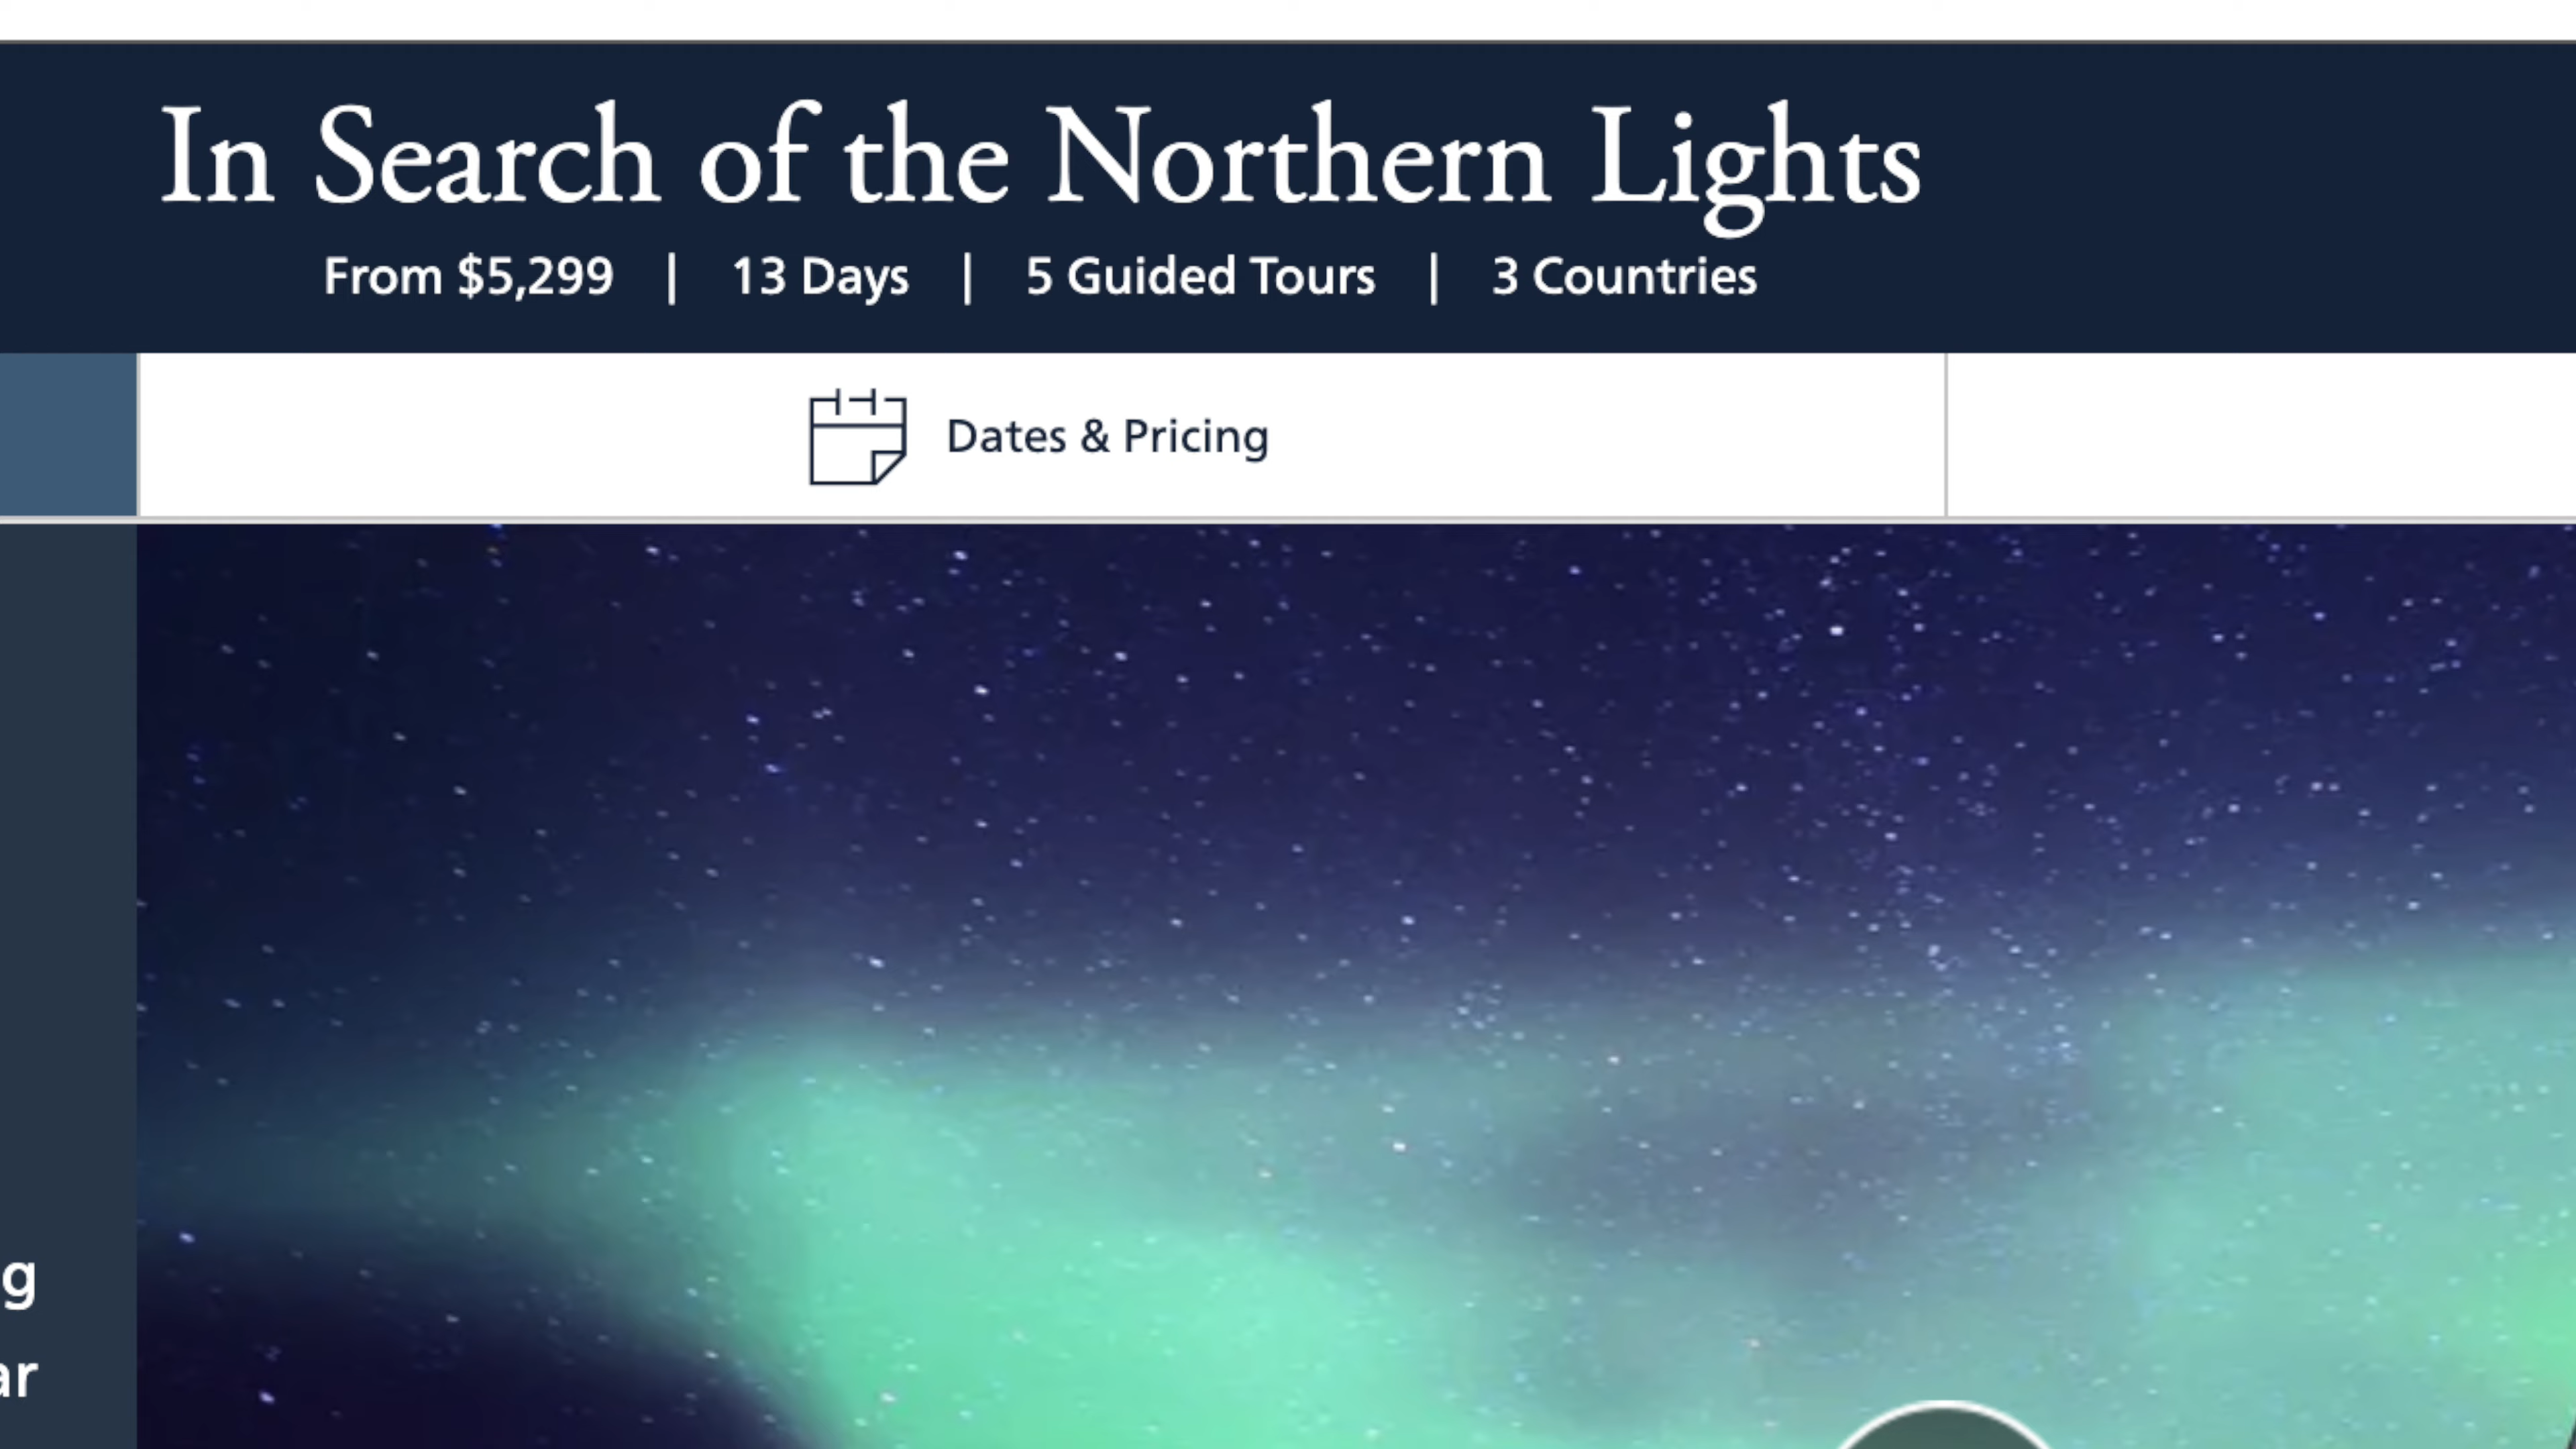 In Search of the Northern Lights
From $5,299 | 13 Days | 5 Guided Tours | 3 Countries
Dates & Pricing
g
ar